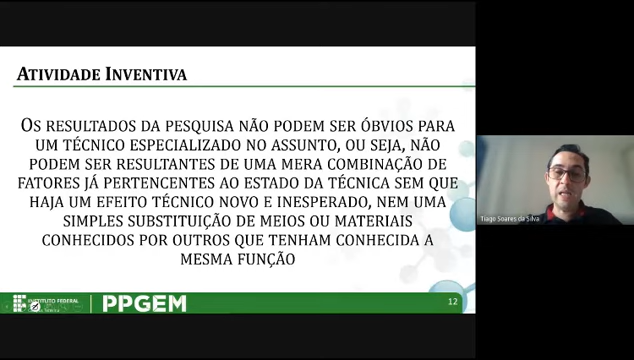 ATIVIDADE INVENTIVA
OS RESULTADOS DA PESQUISA NÃO PODEM SER ÓBVIOS PARA
UM TÉCNICO ESPECIALIZADO NO ASSUNTO, OU SEJA, NÃO
PODEM SER RESULTANTES DE UMA MERA COMBINAÇÃO DE
FATORES JÁ PERTENCENTES AO ESTADO DA TÉCNICA SEM QUE
HAJA UM EFEITO TÉCNICO NOVO E INESPERADO, NEM UMA
SIMPLES SUBSTITUIÇÃO DE MEIOS OU MATERIAIS
CONHECIDOS POR OUTROS QUE TENHAM CONHECIDA A
MESMA FUNÇÃO
Tiago Soares da Silva
INSTITUTO FEDERAL
PPGEM
12